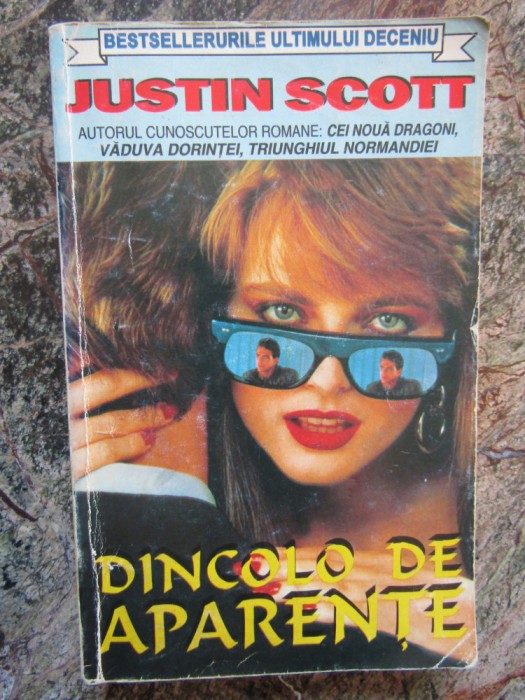 BESTSELLERURILE ULTIMULUI DECENIU
JUSTIN SCOTT
AUTORUL CUNOSCUTELOR ROMANE: CEI NOUĂ DRAGONI,
VĂDUVA DORINȚEI, TRIUNGHIUL NORMANDIEI
DINCOLO DE
APARENȚE